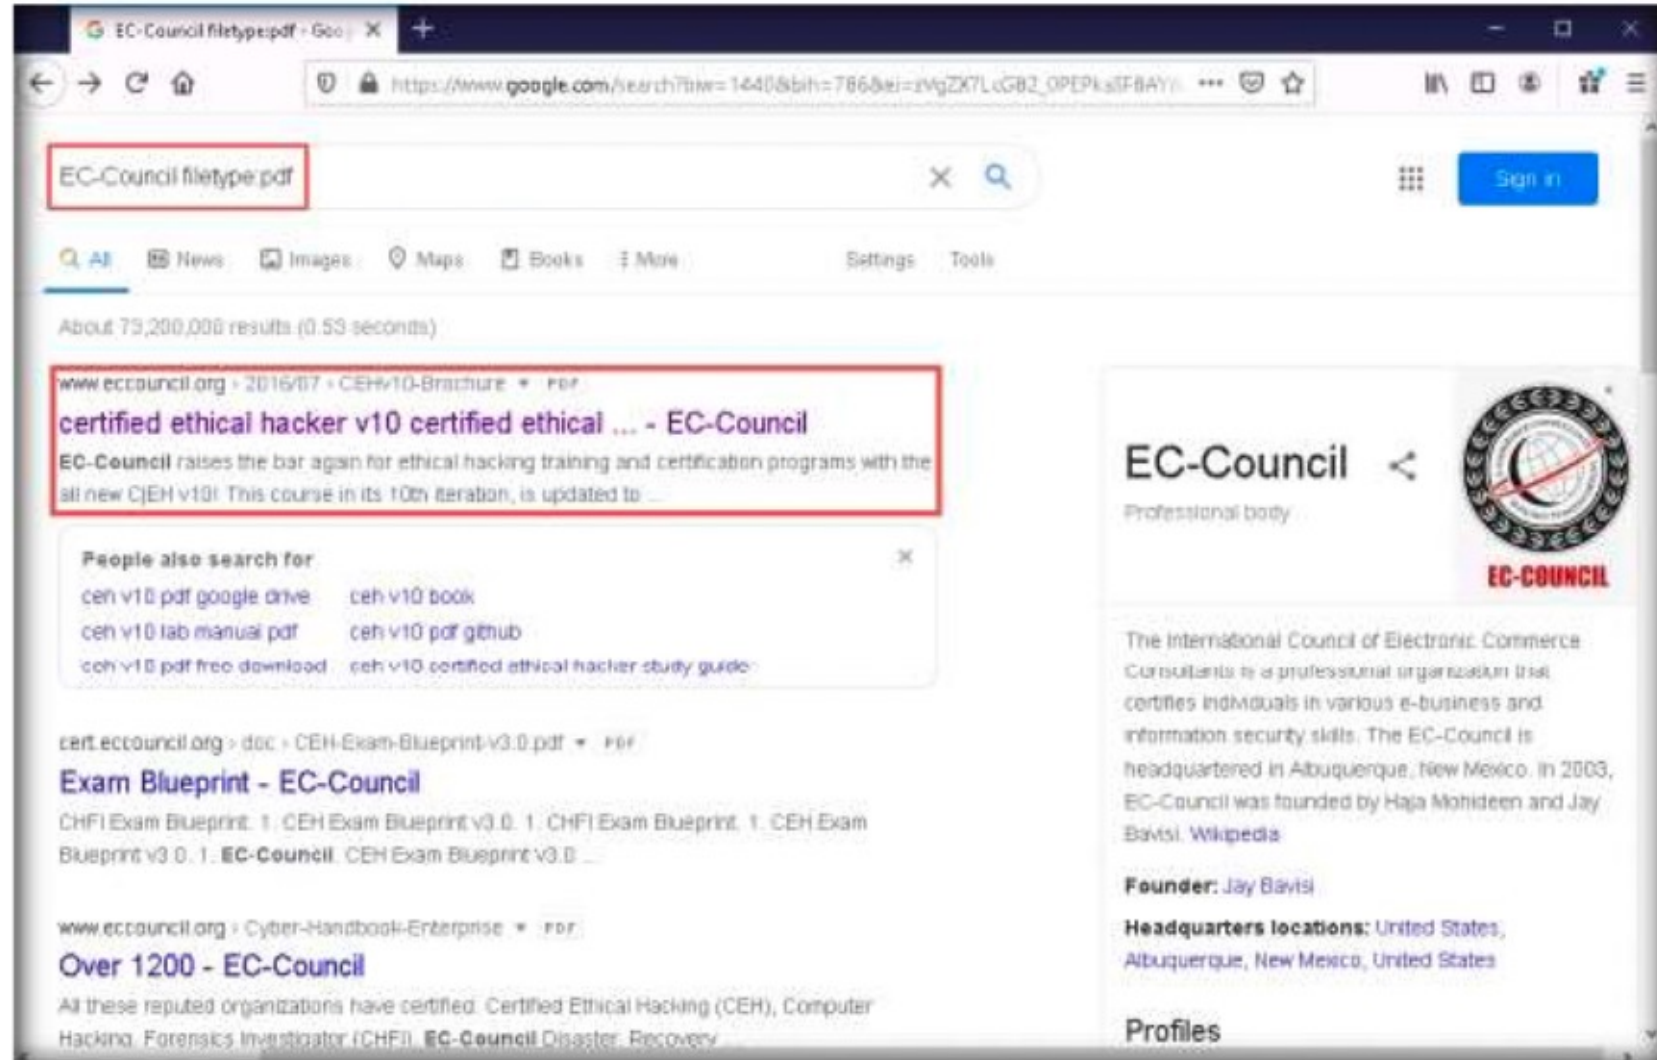 EC-Council filetype:pdf - Goo
https://www.google.com/search?biw=1440&bih=786&ei=
EC-Council filetype:pdf
Sign in
All News Images Maps Books More Settings Tools
About 73,200,000 results (0.53 seconds)
www.eccouncil.org › 2016/07 › CEHv10-Brochure PDF
certified ethical hacker v10 certified ethical ... - EC-Council
EC-Council raises the bar again for ethical hacking training and certification programs with the
all new C|EH v10! This course in its 10th iteration, is updated to ...
People also search for
ceh v10 pdf google drive ceh v10 book
ceh v10 lab manual pdf ceh v10 pdf github
ceh v10 pdf free download ceh v10 certified ethical hacker study guide
cert.eccouncil.org › doc › CEH-Exam-Blueprint-v3.0.pdf PDF
Exam Blueprint - EC-Council
CHFI Exam Blueprint. 1. CEH Exam Blueprint v3.0. 1. CHFI Exam Blueprint. 1. CEH Exam
Blueprint v3.0. 1. EC-Council. CEH Exam Blueprint v3.0 ...
www.eccouncil.org › Cyber-Handbook-Enterprise PDF
Over 1200 - EC-Council
All these reputed organizations have certified. Certified Ethical Hacking (CEH), Computer
Hacking. Forensics Investigator (CHFI). EC-Council Disaster. Recovery ...
EC-Council
Professional body
EC-COUNCIL
The International Council of Electronic Commerce
Consultants is a professional organization that
certifies individuals in various e-business and
information security skills. The EC-Council is
headquartered in Albuquerque, New Mexico. In 2003,
EC-Council was founded by Haja Mohideen and Jay
Bavisi. Wikipedia
Founder: Jay Bavisi
Headquarters locations: United States,
Albuquerque, New Mexico, United States
Profiles